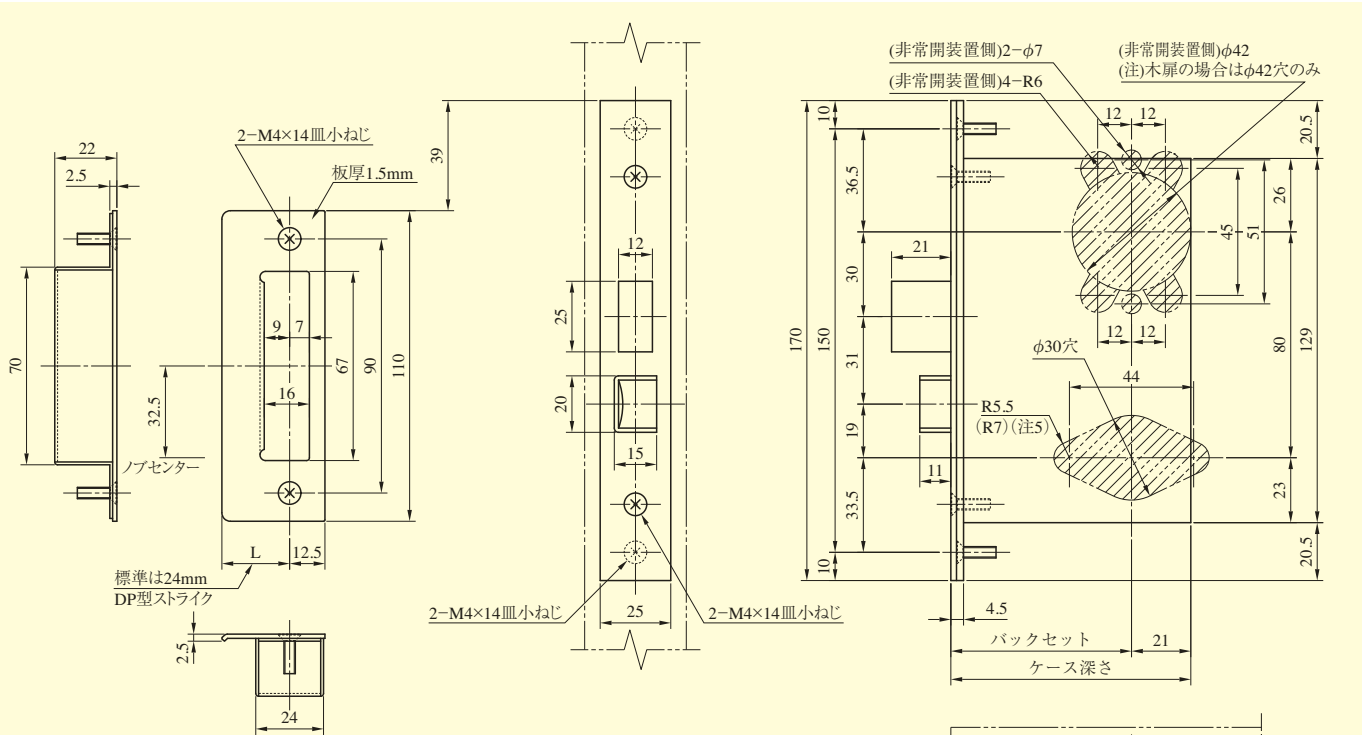 22
2.5
70
2-M4×14皿小ねじ
板厚1.5mm
9
7
16
67
90
110
32.5
ノブセンター
L
12.5
標準は24mm
DP型ストライク
2.5
24
39
12
25
20
15
2-M4×14皿小ねじ
25
2-M4×14皿小ねじ
(非常開装置側)2-φ7
(非常開装置側)4-R6
(非常開装置側)φ42
(注)木扉の場合はφ42穴のみ
10
36.5
30
31
19
33.5
10
170
150
21
11
12
12
45
51
12
12
φ30穴
44
R5.5
(R7)(注5)
20.5
26
80
129
23
20.5
4.5
バックセット
21
ケース深さ